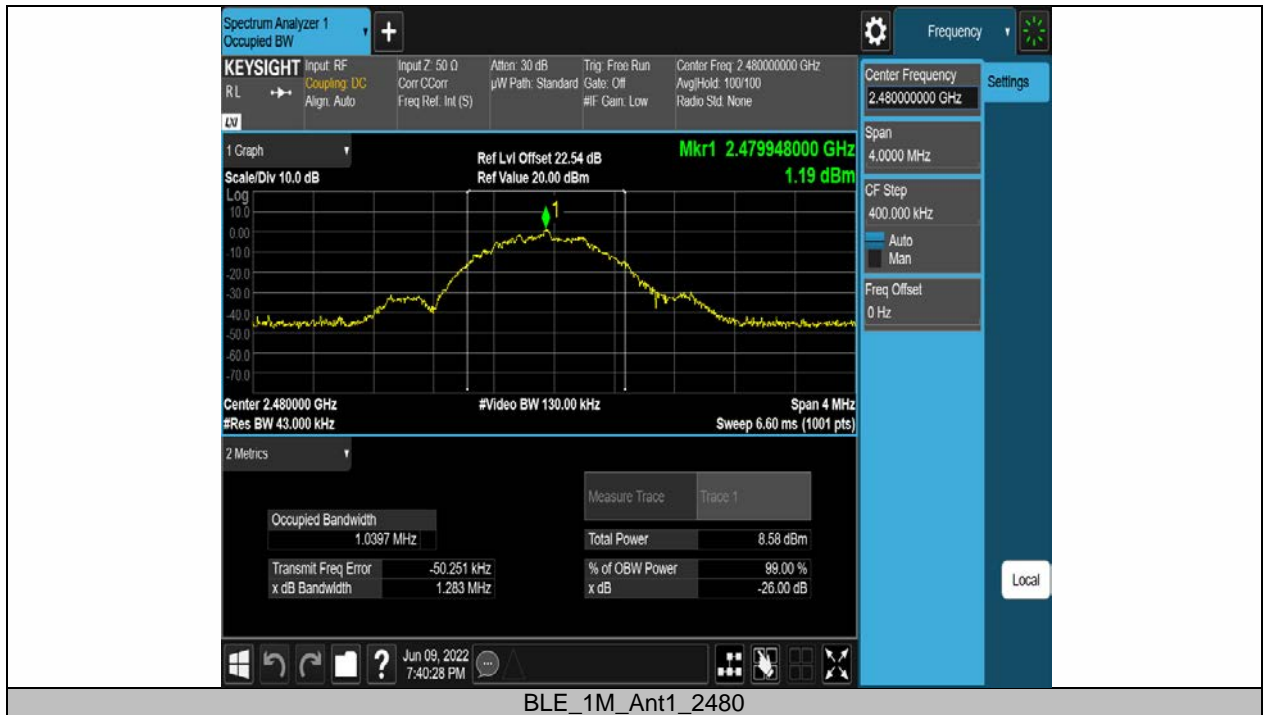 Spectrum Analyzer 1
Occupied BW
+
Frequency
KEYSIGHT
Input: RF
Coupling: DC
Align: Auto
Input Z: 50 Ω
Corr CCorr
Freq Ref: Int (S)
Atten: 30 dB
µW Path: Standard
Trig: Free Run
Gate: Off
#IF Gain: Low
Center Freq: 2.480000000 GHz
Avg|Hold: 100/100
Radio Std: None
RL
LXI
Center Frequency
2.480000000 GHz
Settings
Span
4.0000 MHz
CF Step
400.000 kHz
Auto
Man
Freq Offset
0 Hz
Local
1 Graph
Scale/Div 10.0 dB
Ref Lvl Offset 22.54 dB
Ref Value 20.00 dBm
Mkr1 2.479948000 GHz
1.19 dBm
Log
10.0
0.00
-10.0
-20.0
-30.0
-40.0
-50.0
-60.0
-70.0
1
Center 2.480000 GHz
#Res BW 43.000 kHz
#Video BW 130.00 kHz
Span 4 MHz
Sweep 6.60 ms (1001 pts)
2 Metrics
Measure Trace Trace 1
Occupied Bandwidth
1.0397 MHz
Total Power 8.58 dBm
Transmit Freq Error -50.251 kHz
% of OBW Power 99.00 %
x dB Bandwidth 1.283 MHz
x dB -26.00 dB
?
Jun 09, 2022
7:40:28 PM
BLE_1M_Ant1_2480